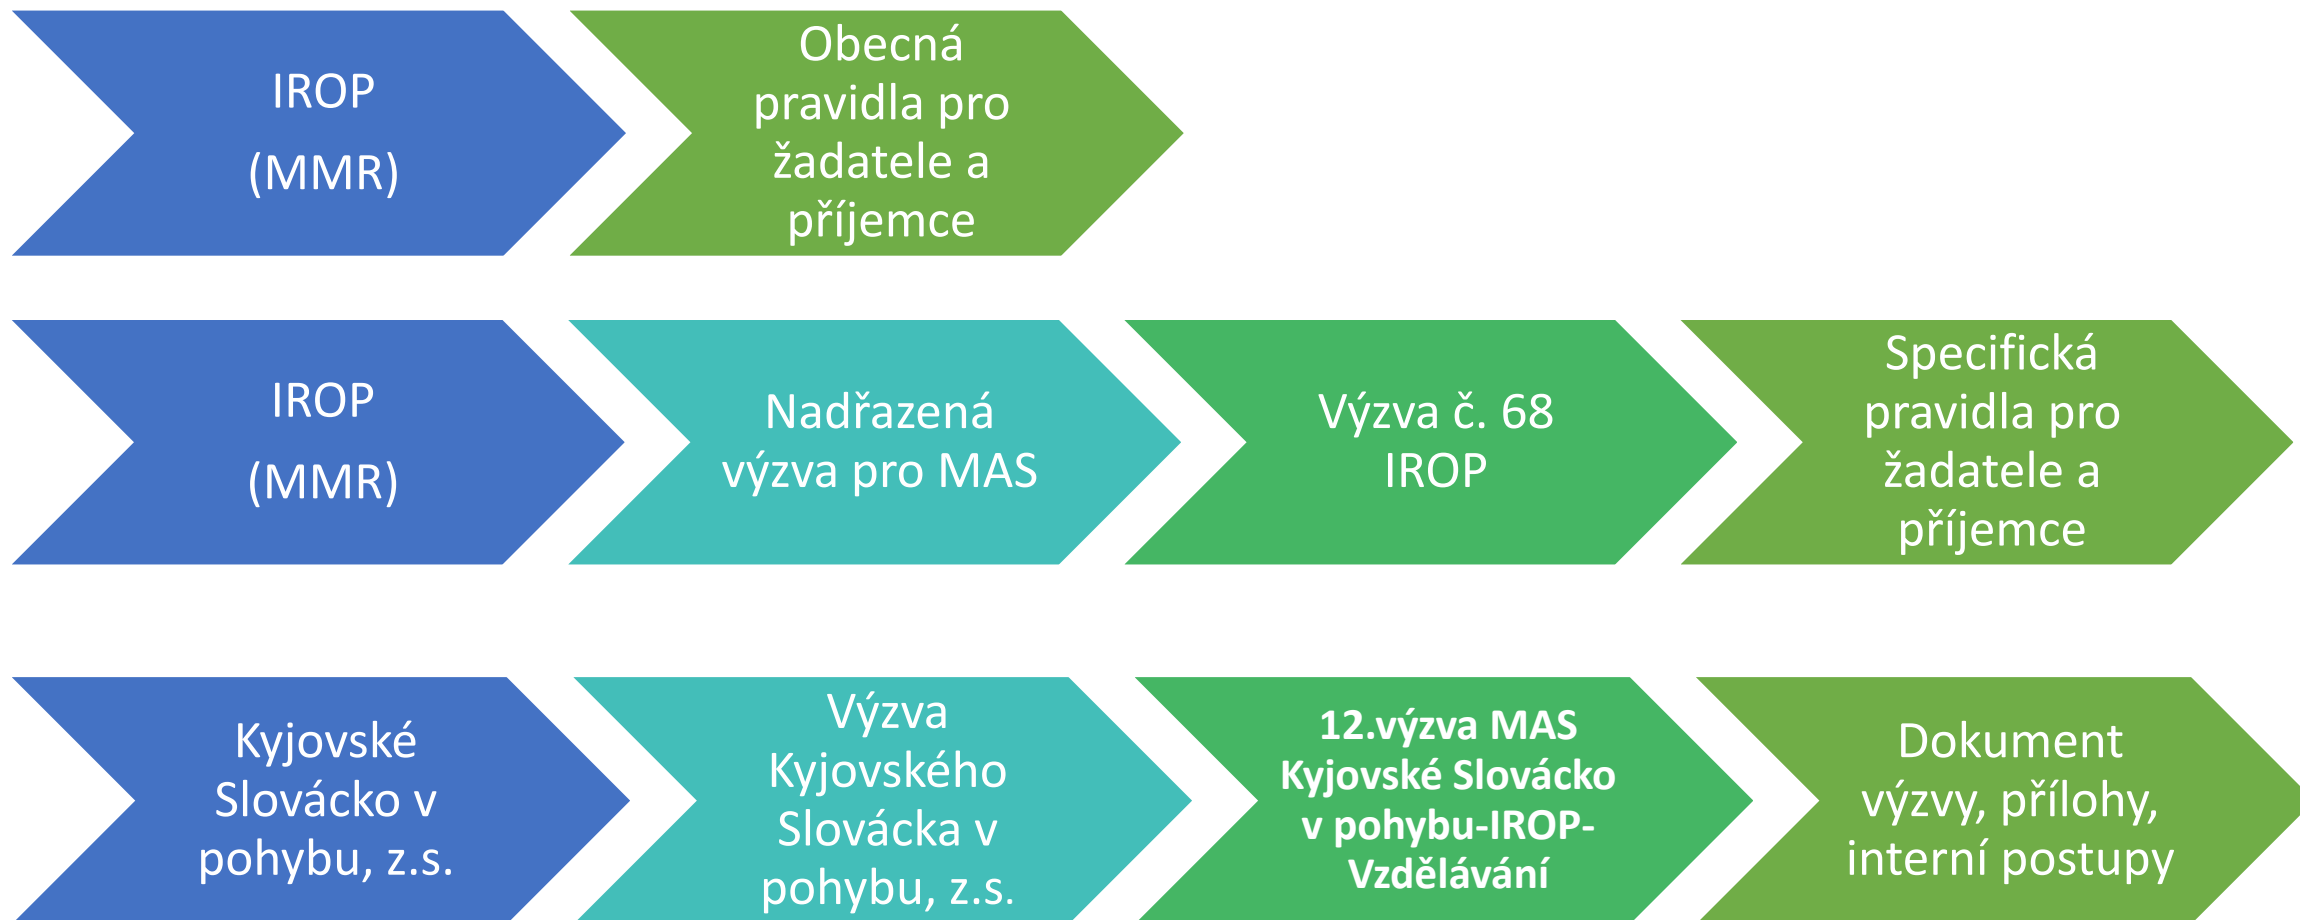 IROP
(MMR)
Obecná
pravidla pro
žadatele a
příjemce
IROP
(MMR)
Nadřazená
výzva pro MAS
Výzva č. 68
IROP
Specifická
pravidla pro
žadatele a
příjemce
Kyjovské
Slovácko v
pohybu, z.s.
Výzva
Kyjovského
Slovácka v
pohybu, z.s.
12.výzva MAS
Kyjovské Slovácko
v pohybu-IROP-
Vzdělávání
Dokument
výzvy, přílohy,
interní postupy